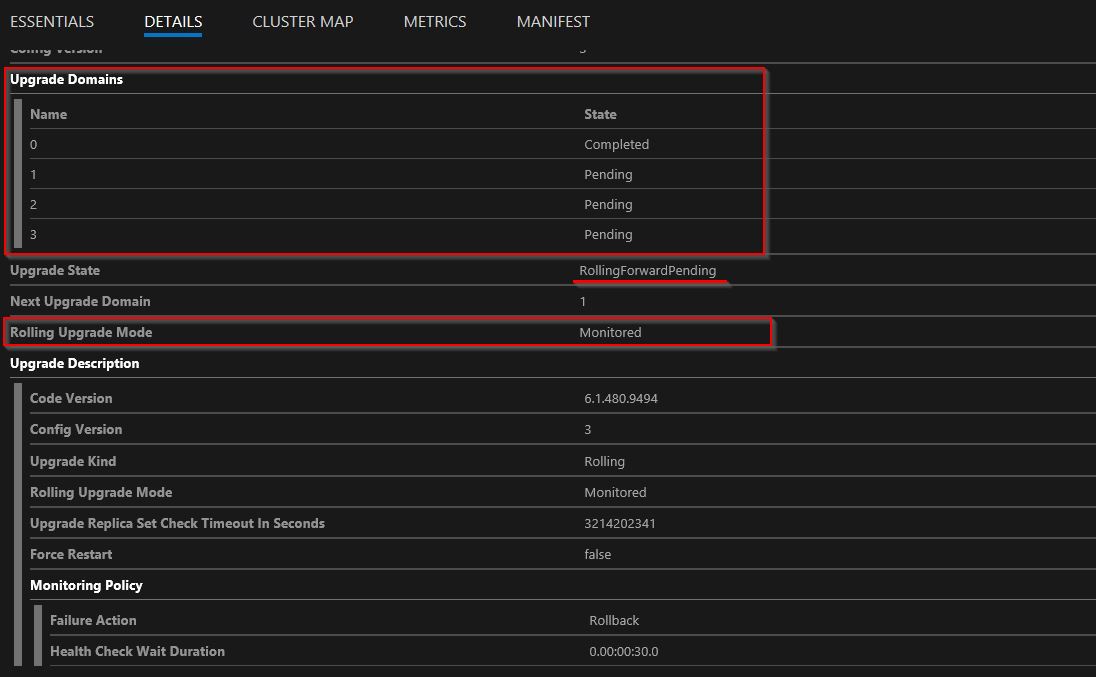 ESSENTIALS DETAILS CLUSTER MAP METRICS MANIFEST
Config Version 3
Upgrade Domains
Name State
0 Completed
1 Pending
2 Pending
3 Pending
Upgrade State RollingForwardPending
Next Upgrade Domain 1
Rolling Upgrade Mode Monitored
Upgrade Description
Code Version 6.1.480.9494
Config Version 3
Upgrade Kind Rolling
Rolling Upgrade Mode Monitored
Upgrade Replica Set Check Timeout In Seconds 3214202341
Force Restart false
Monitoring Policy
Failure Action Rollback
Health Check Wait Duration 0.00:00:30.0